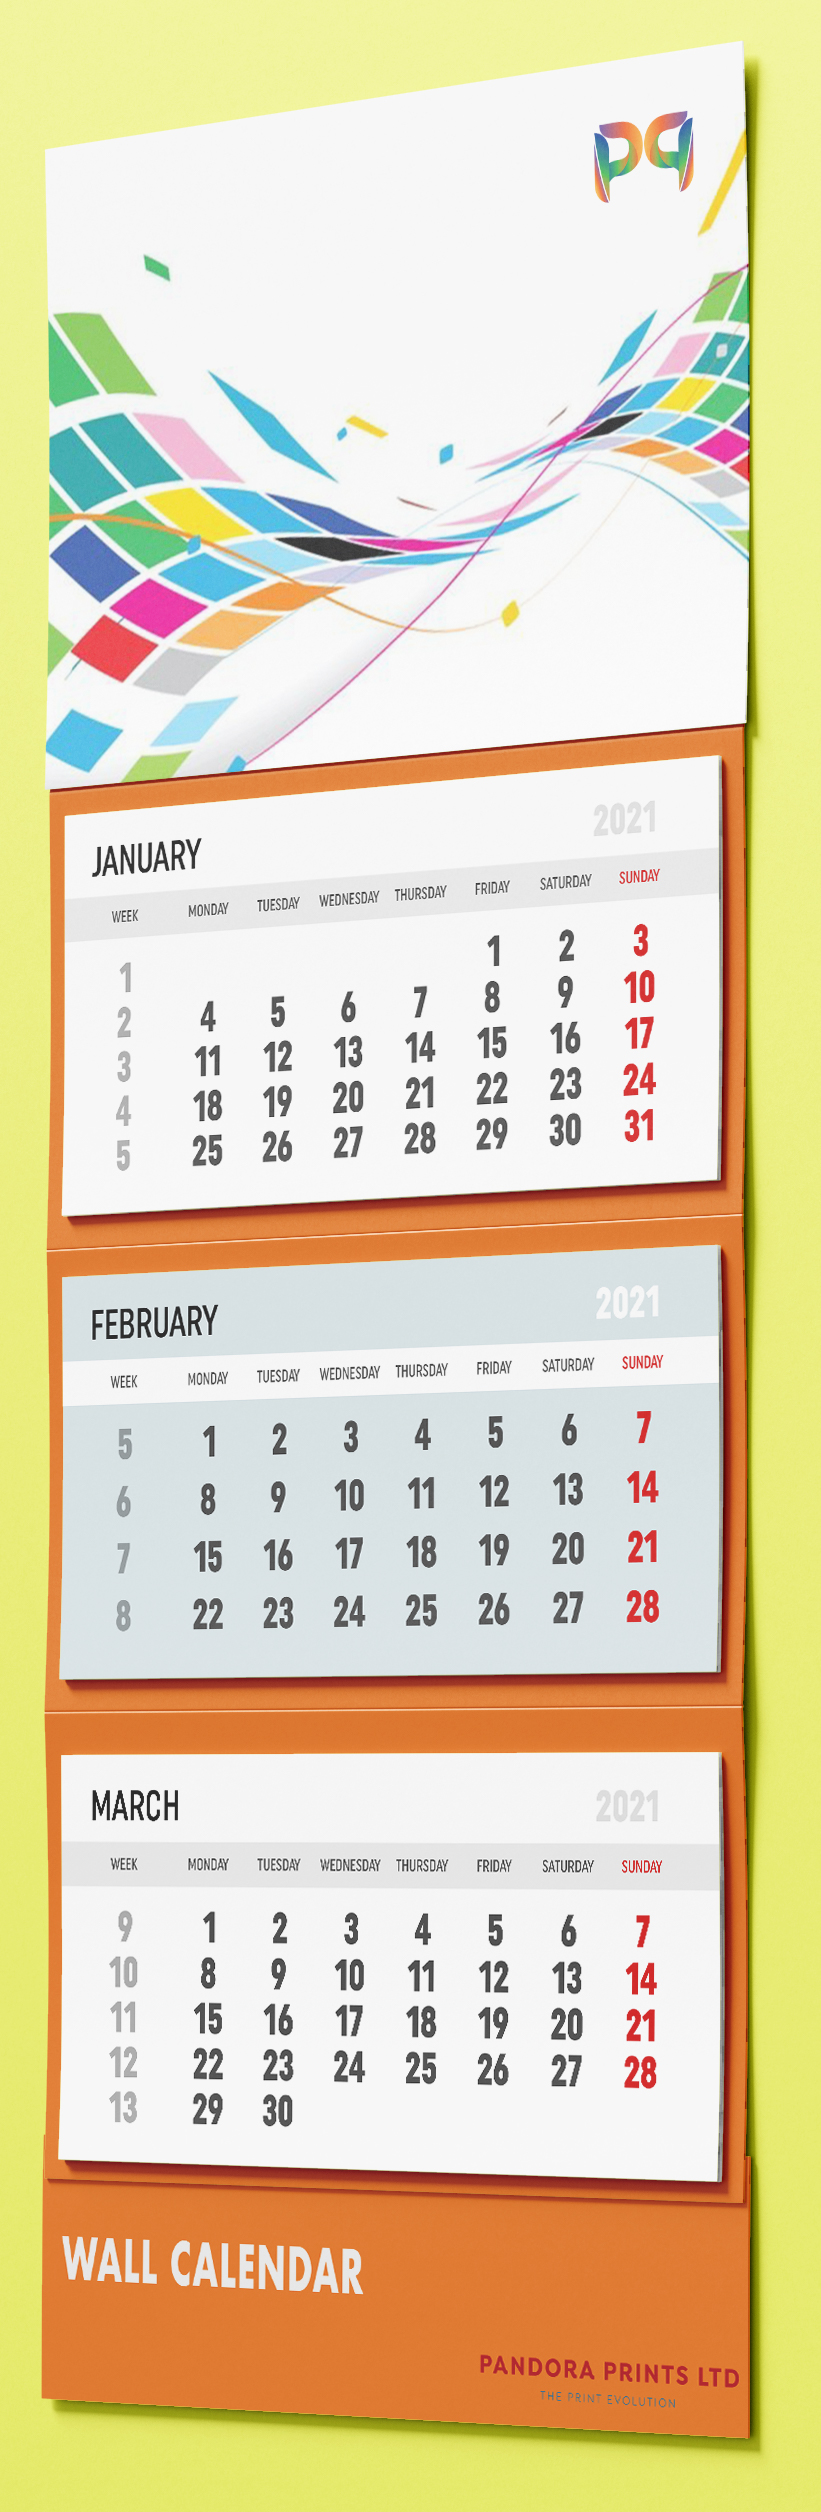 pq
JANUARY 2021
WEEK MONDAY TUESDAY WEDNESDAY THURSDAY FRIDAY SATURDAY SUNDAY
1 1 2 3
2 4 5 6 7 8 9 10
3 11 12 13 14 15 16 17
4 18 19 20 21 22 23 24
5 25 26 27 28 29 30 31
FEBRUARY 2021
WEEK MONDAY TUESDAY WEDNESDAY THURSDAY FRIDAY SATURDAY SUNDAY
5 1 2 3 4 5 6 7
6 8 9 10 11 12 13 14
7 15 16 17 18 19 20 21
8 22 23 24 25 26 27 28
MARCH 2021
WEEK MONDAY TUESDAY WEDNESDAY THURSDAY FRIDAY SATURDAY SUNDAY
9 1 2 3 4 5 6 7
10 8 9 10 11 12 13 14
11 15 16 17 18 19 20 21
12 22 23 24 25 26 27 28
13 29 30
WALL CALENDAR
PANDORA PRINTS LTD
THE PRINT EVOLUTION